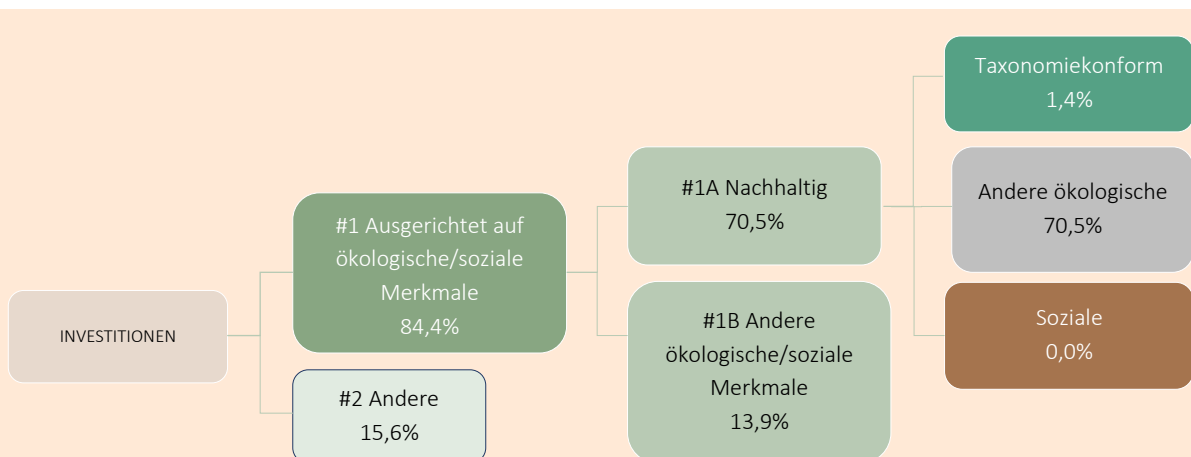 INVESTITIONEN
#1 Ausgerichtet auf
ökologische/soziale
Merkmale
84,4%
#2 Andere
15,6%
#1A Nachhaltig
70,5%
#1B Andere
ökologische/soziale
Merkmale
13,9%
Taxonomiekonform
1,4%
Andere ökologische
70,5%
Soziale
0,0%